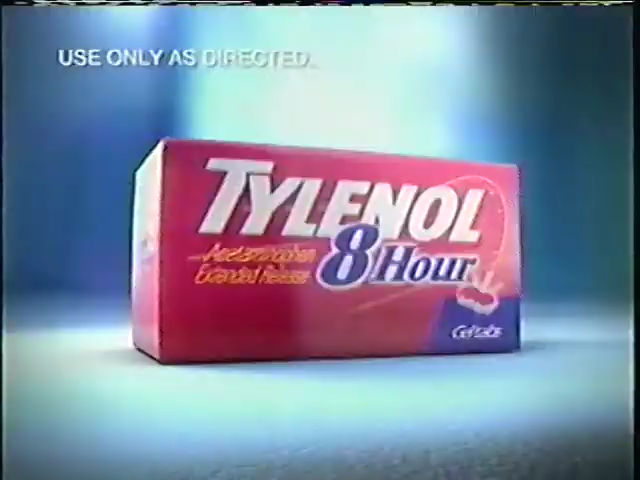 USE ONLY AS DIRECTED.
TYLENOL
Acetaminophen
Extended Release
8 Hour
Geltabs